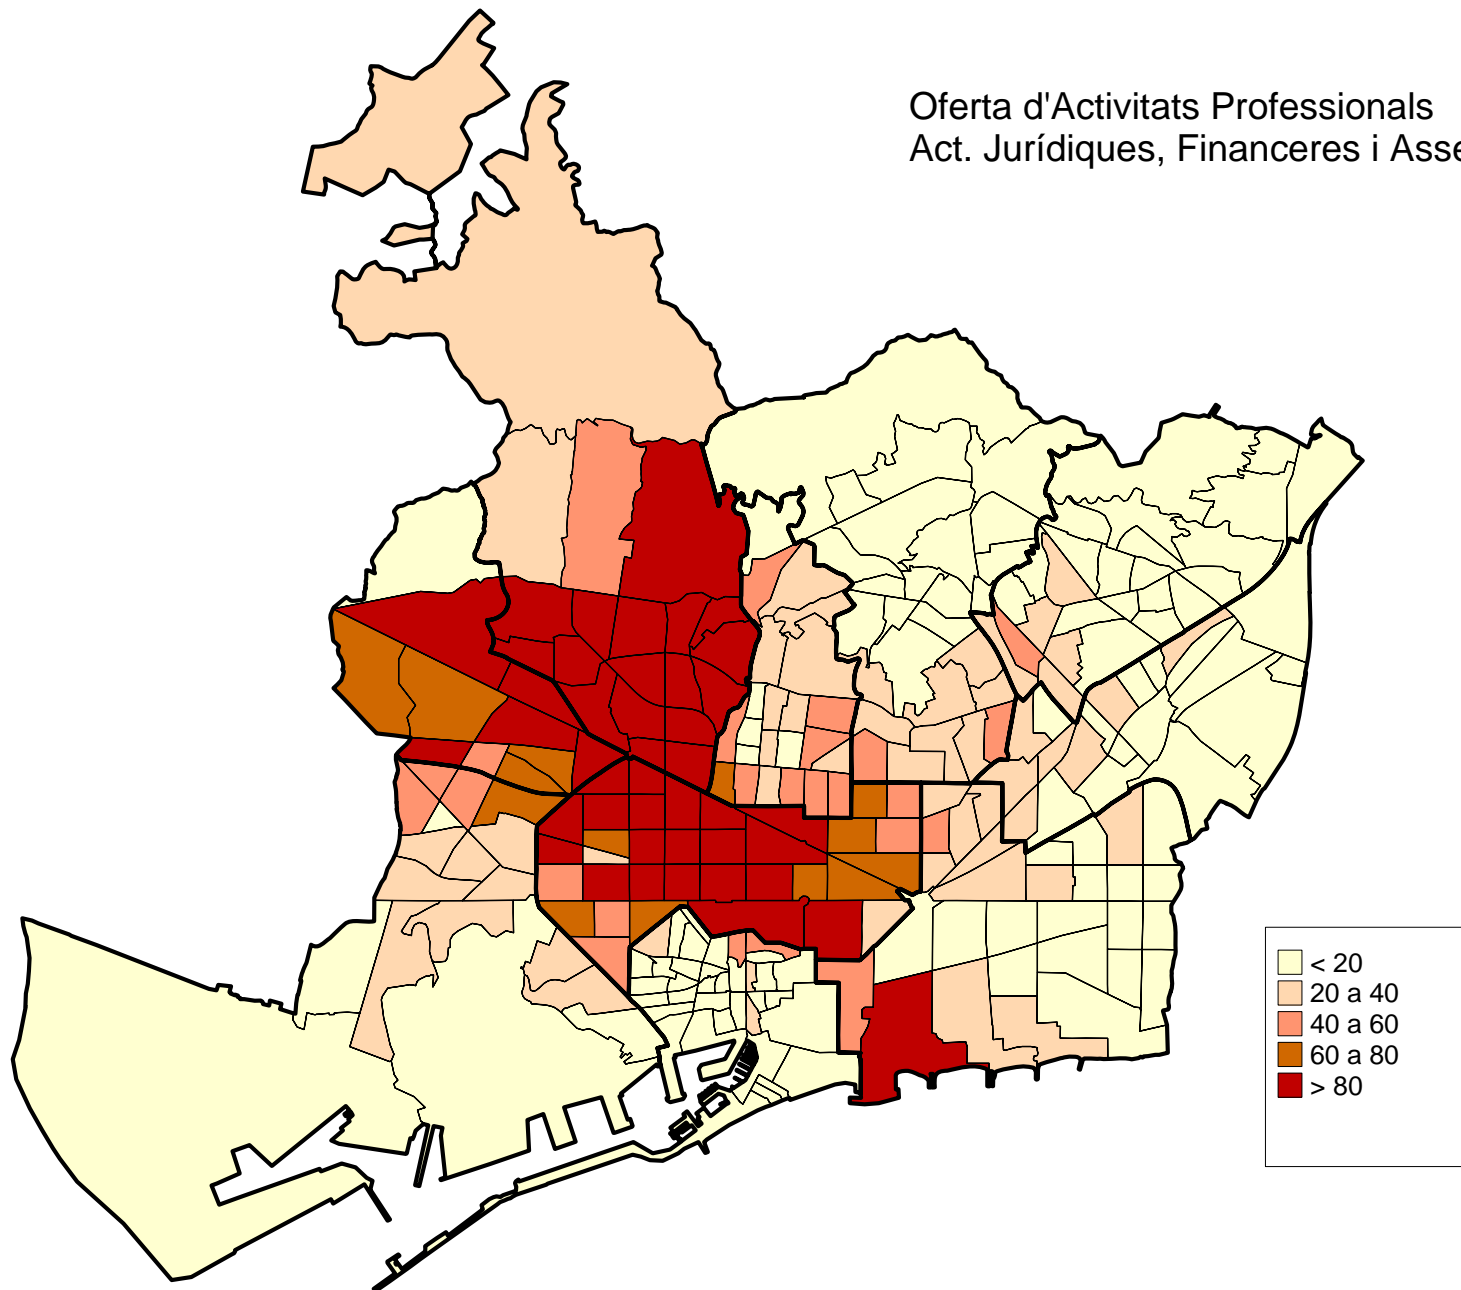 Oferta d'Activitats Professionals
Act. Jurídiques, Financeres i
< 20
20 a 40
40 a 60
60 a 80
> 80